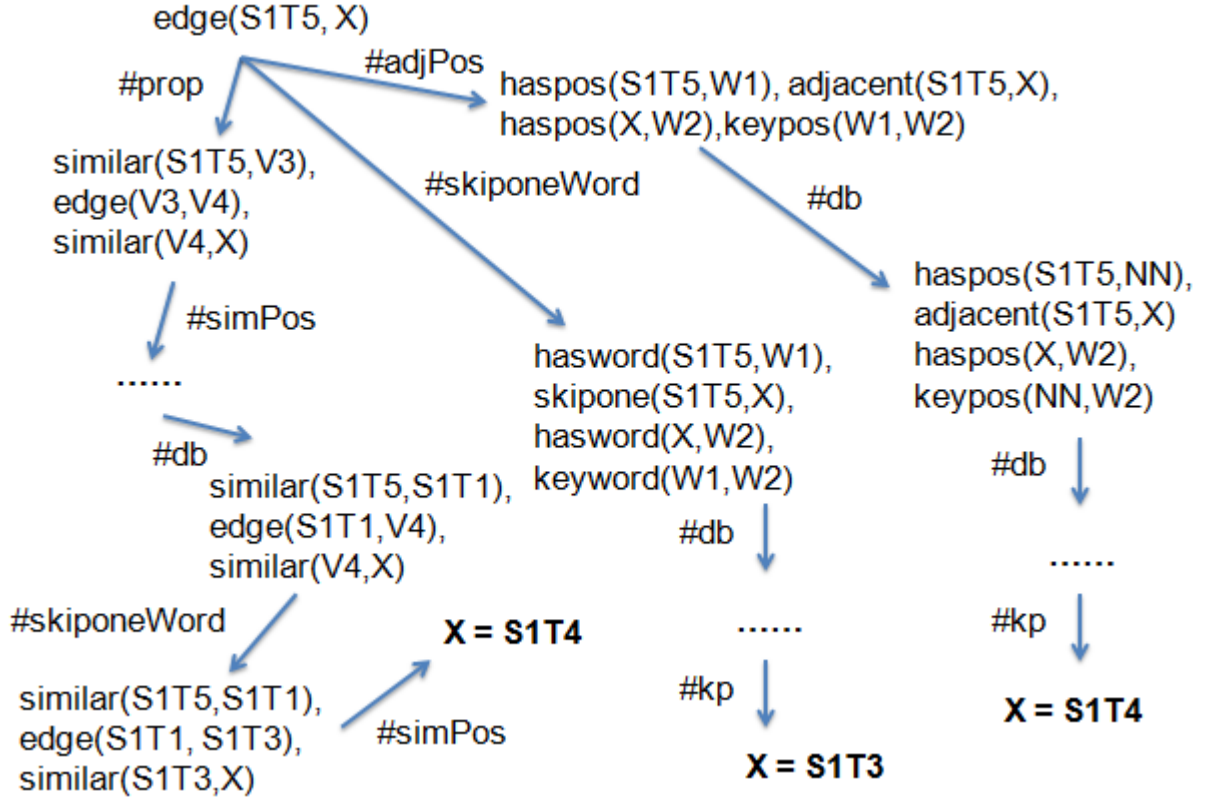 edge(S1T5, X)
#prop
#adjPos
haspos(S1T5,W1), adjacent(S1T5,X),
haspos(X,W2),keypos(W1,W2)
similar(S1T5,V3),
edge(V3,V4),
similar(V4,X)
#skiponeWord
#db
haspos(S1T5,NN),
adjacent(S1T5,X)
haspos(X,W2),
keypos(NN,W2)
#simPos
......
hasword(S1T5,W1),
skipone(S1T5,X),
hasword(X,W2),
keyword(W1,W2)
#db
similar(S1T5,S1T1),
edge(S1T1,V4),
similar(V4,X)
#db
#db
......
......
#skiponeWord
X = S1T4
#kp
#kp
similar(S1T5,S1T1),
edge(S1T1, S1T3),
similar(S1T3,X)
#simPos
X = S1T3
X = S1T4